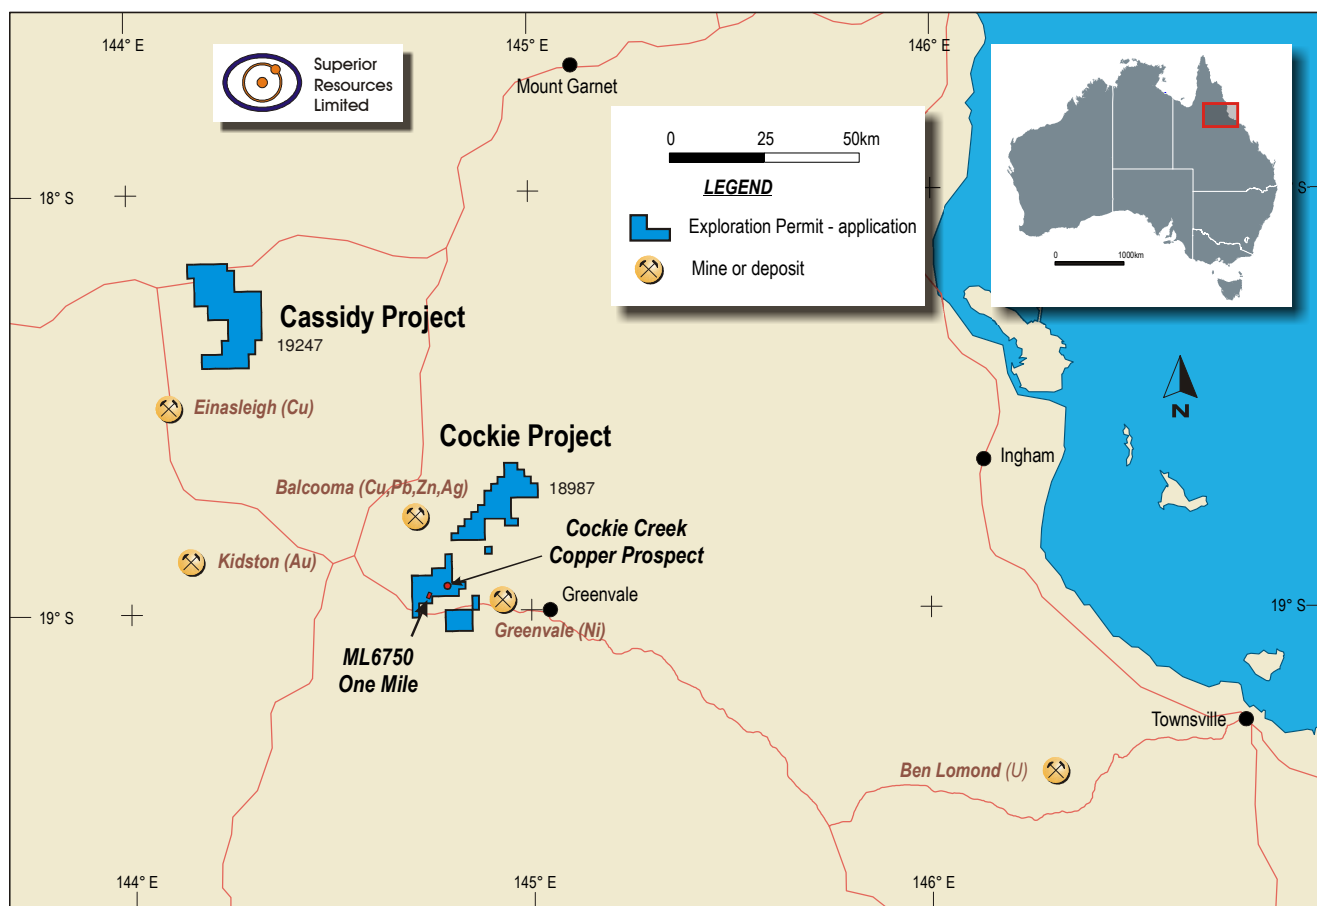 144° E
145° E
146° E
Superior
Resources
Limited
Mount Garnet
0 25 50km
LEGEND
Exploration Permit - application
Mine or deposit
0 1000km
18° S
S
Cassidy Project
19247
Einasleigh (Cu)
Cockie Project
18987
Balcooma (Cu,Pb,Zn,Ag)
Cockie Creek
Copper Prospect
Kidston (Au)
Greenvale
Greenvale (Ni)
ML6750
One Mile
N
Ingham
19° S
19° S
Townsville
Ben Lomond (U)
144° E
145° E
146° E